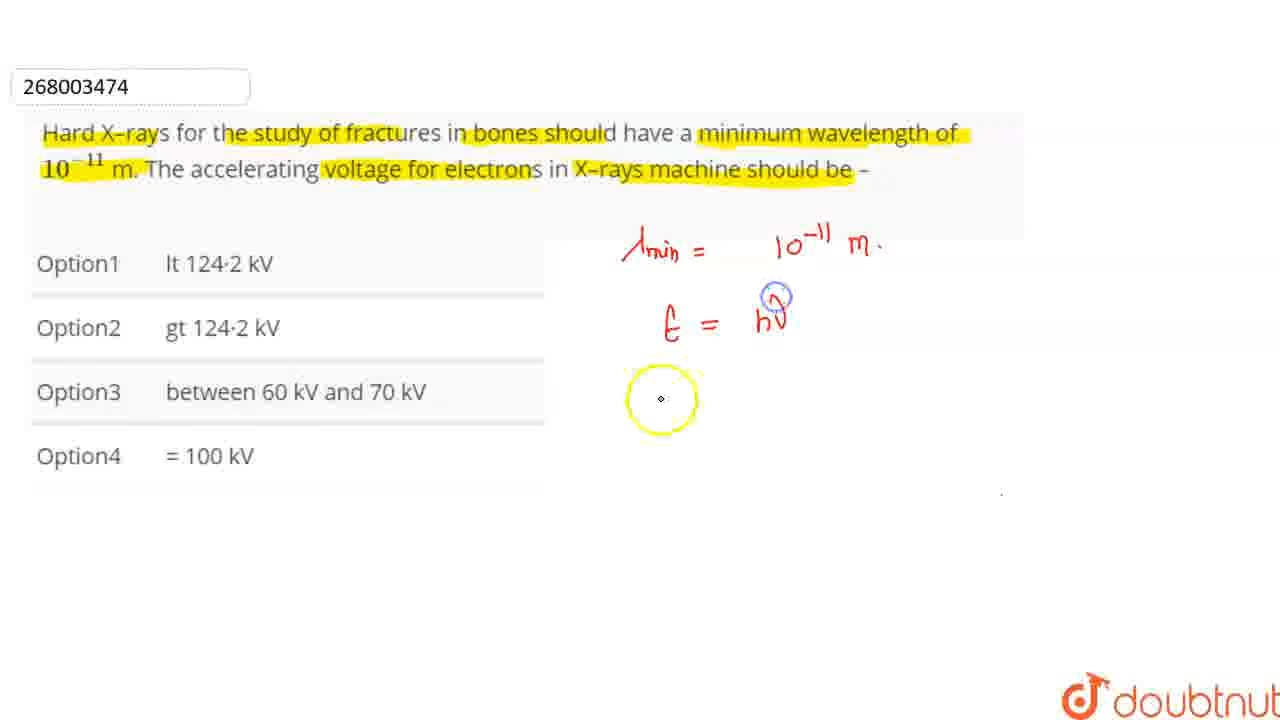 268003474
Hard X–rays for the study of fractures in bones should have a minimum wavelength of
10⁻¹¹ m. The accelerating voltage for electrons in X–rays machine should be –
λmin = 10⁻¹¹ m.
Option1 lt 124·2 kV
E = hν
Option2 gt 124·2 kV
Option3 between 60 kV and 70 kV
Option4 = 100 kV
doubtnut